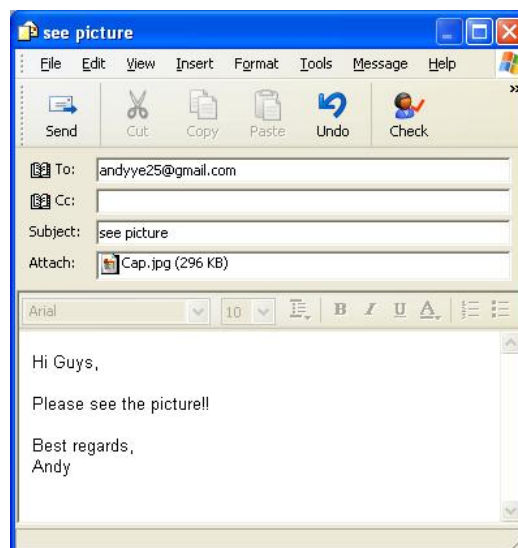 see picture
File Edit View Insert Format Tools Message Help
Send Cut Copy Paste Undo Check
To: andyye25@gmail.com
Cc:
Subject: see picture
Attach: Cap.jpg (296 KB)
Arial 10 B I U A
Hi Guys,
Please see the picture!!
Best regards,
Andy